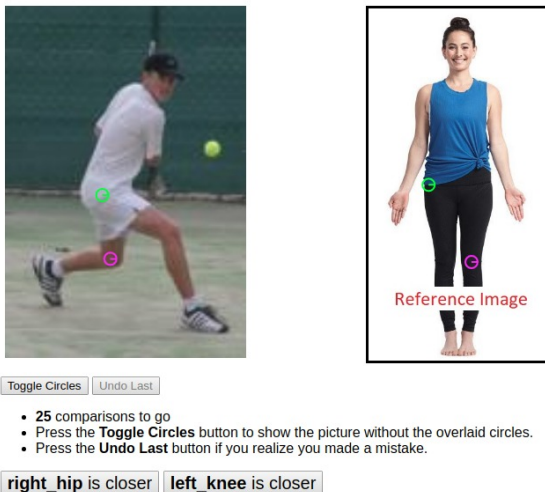 Reference Image
Toggle Circles Undo Last
25 comparisons to go
Press the Toggle Circles button to show the picture without the overlaid circles.
Press the Undo Last button if you realize you made a mistake.
right_hip is closer left_knee is closer